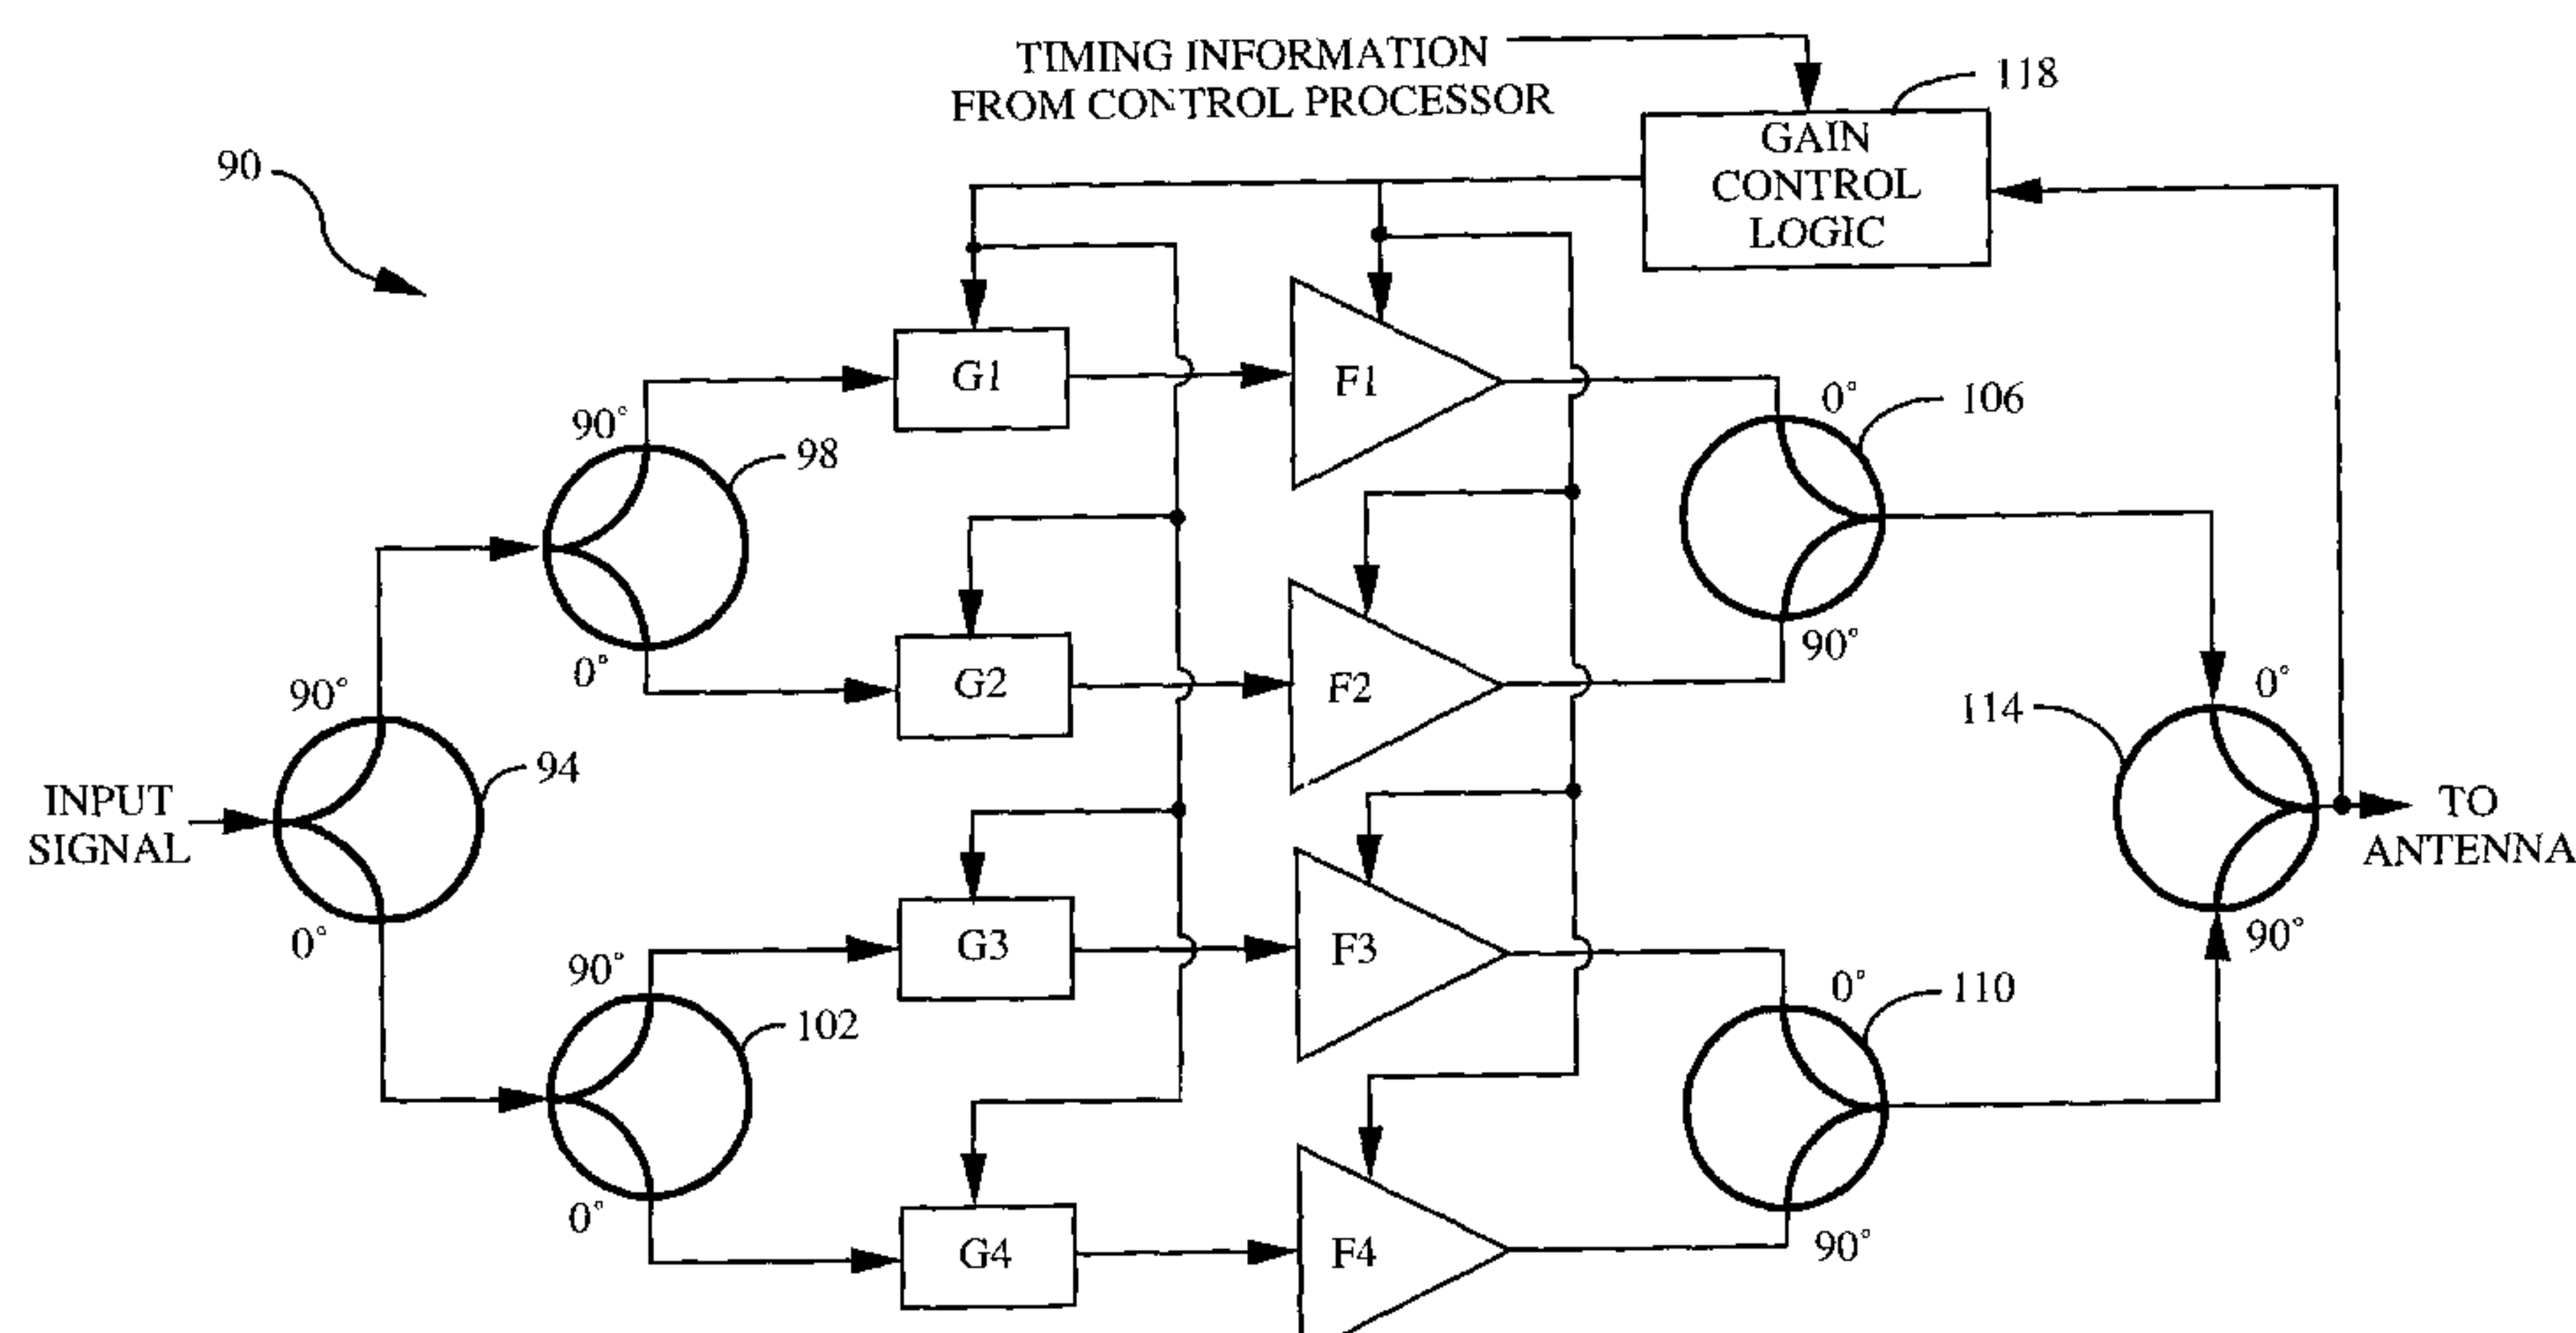 TIMING INFORMATION
FROM CONTROL PROCESSOR
118
GAIN
CONTROL
LOGIC
90
G1
F1
0°
106
90°
98
0°
G2
F2
90°
90°
94
INPUT
SIGNAL
0°
114
0°
TO
ANTENNA
90°
G3
F3
90°
102
0°
110
0°
G4
F4
90°